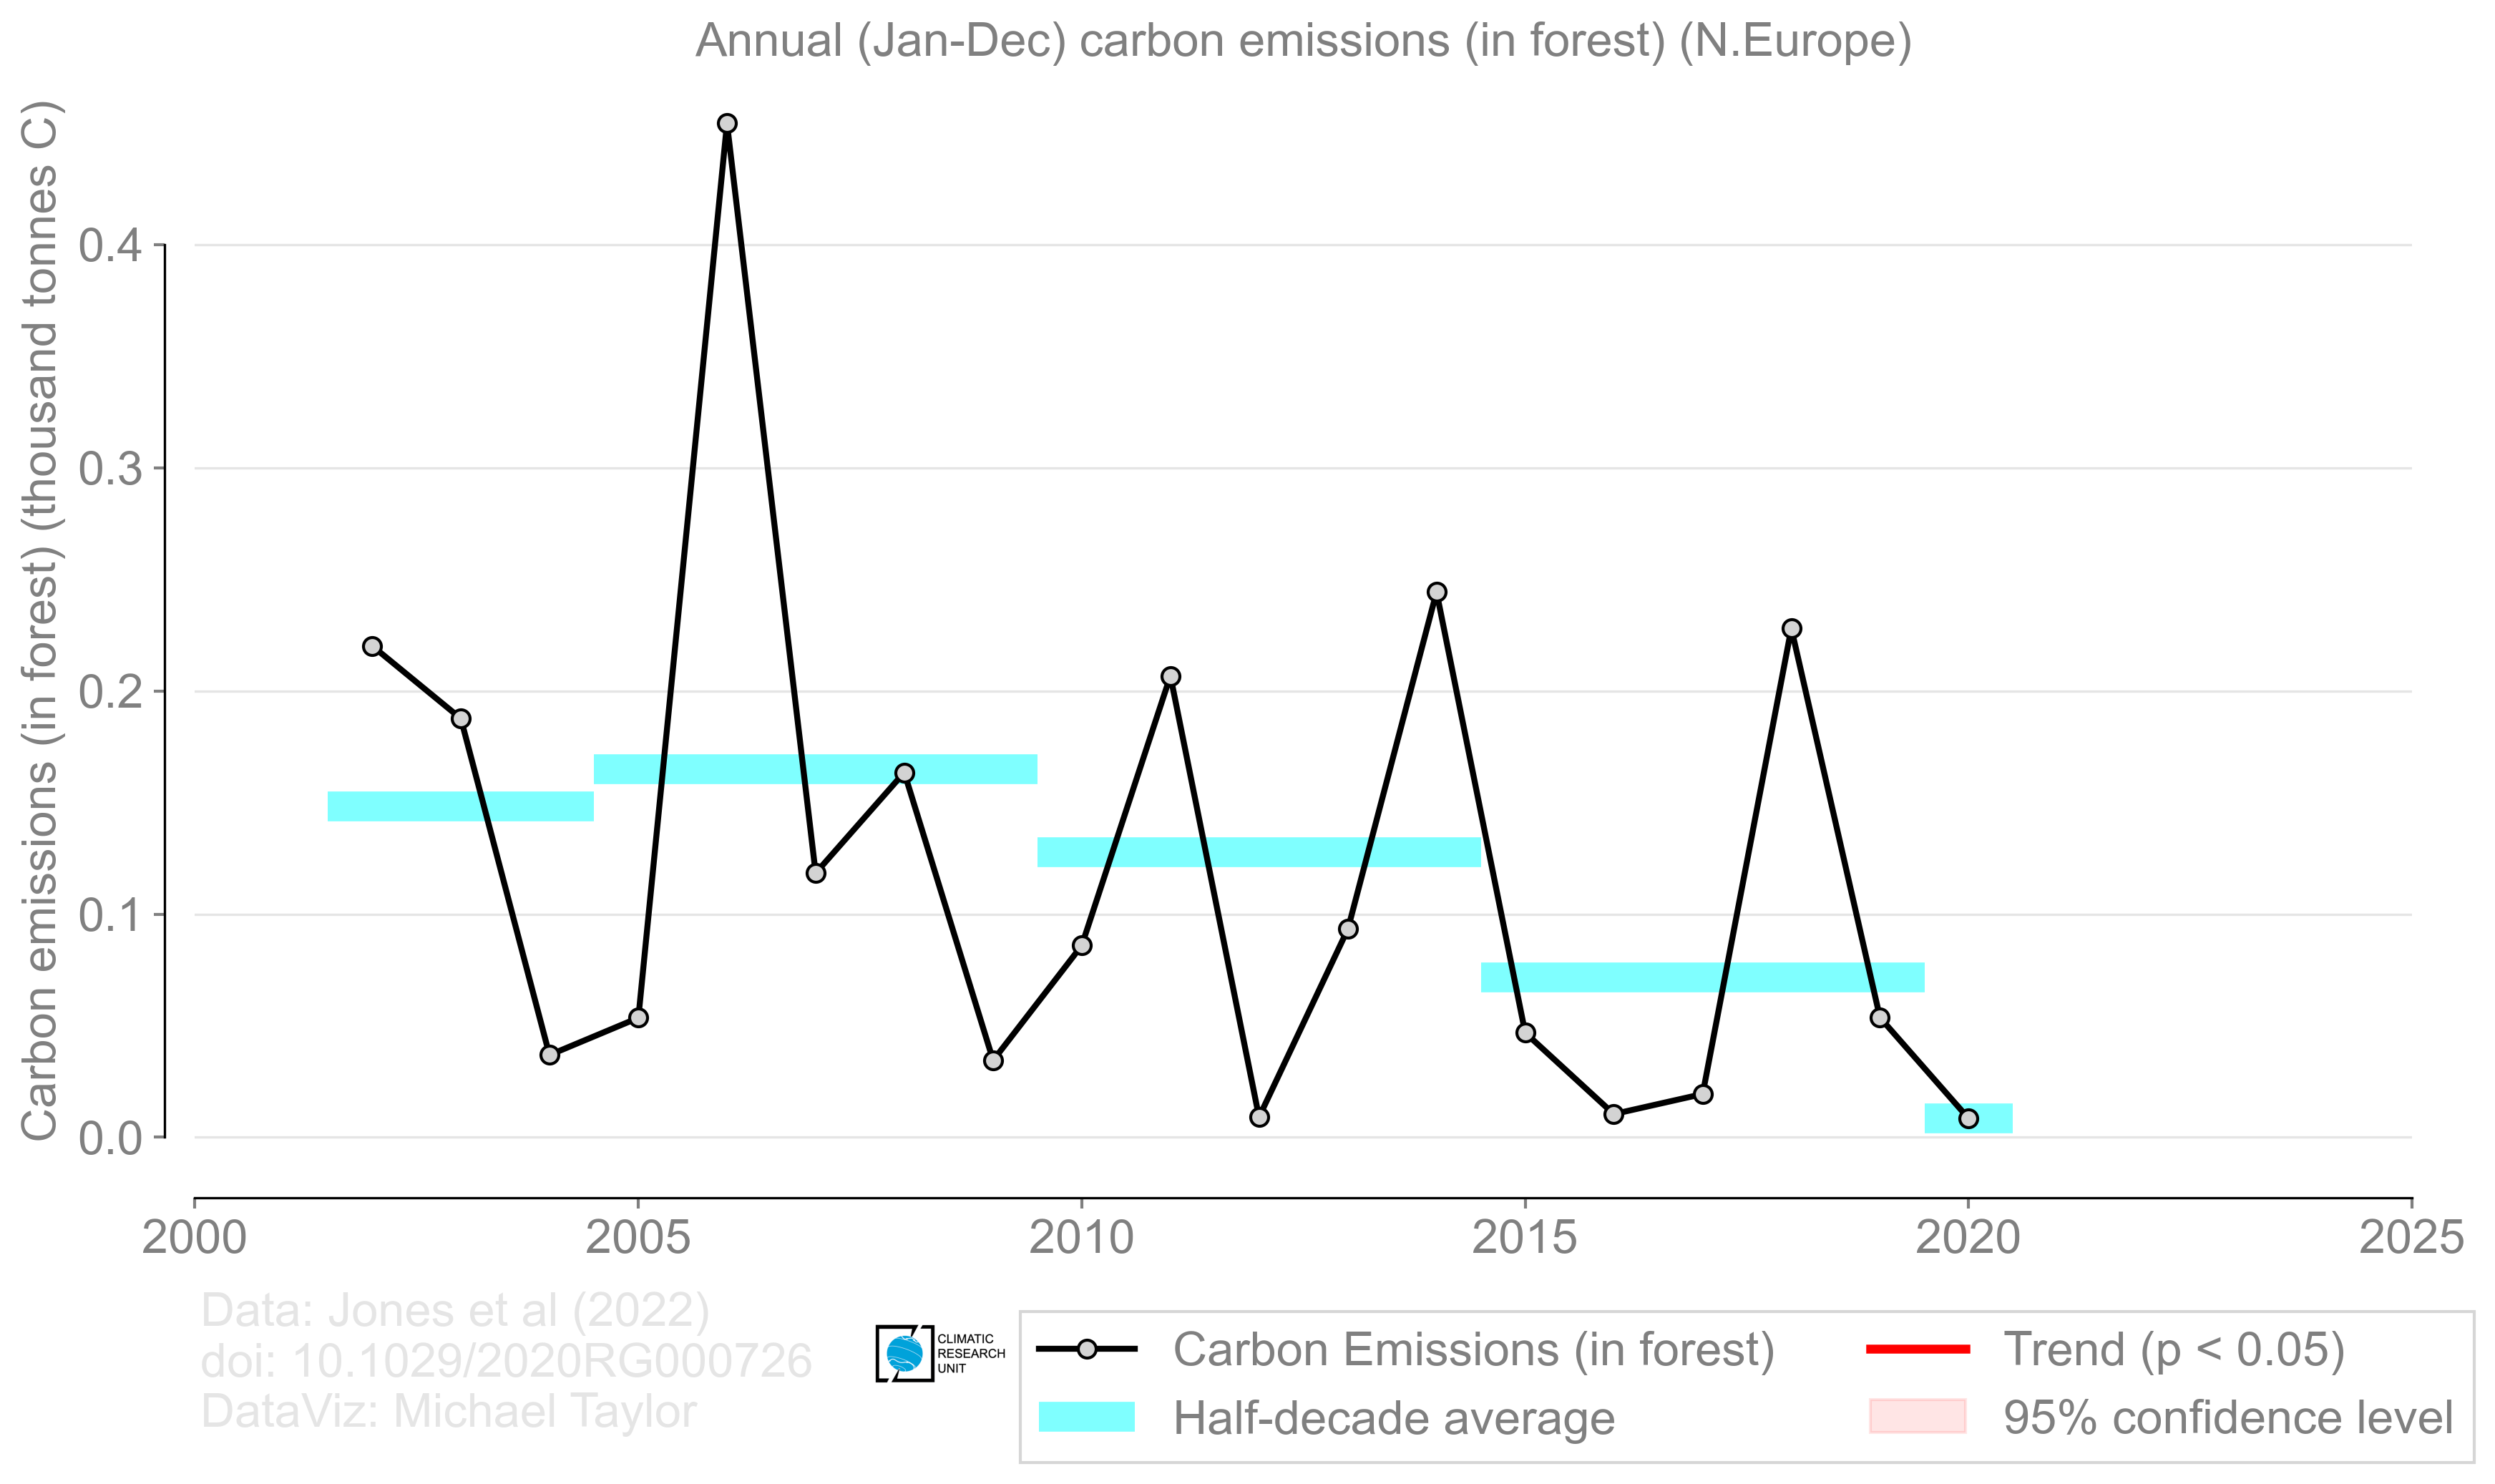 Annual (Jan-Dec) carbon emissions (in forest) (N.Europe)
Carbon emissions (in forest) (thousand tonnes C)
0.4
0.3
0.2
0.1
0.0
2000
2005
2010
2015
2020
2025
Data: Jones et al (2022)
doi: 10.1029/2020RG000726
DataViz: Michael Taylor
CLIMATIC
RESEARCH
UNIT
Carbon Emissions (in forest)
Half-decade average
Trend (p < 0.05)
95% confidence level